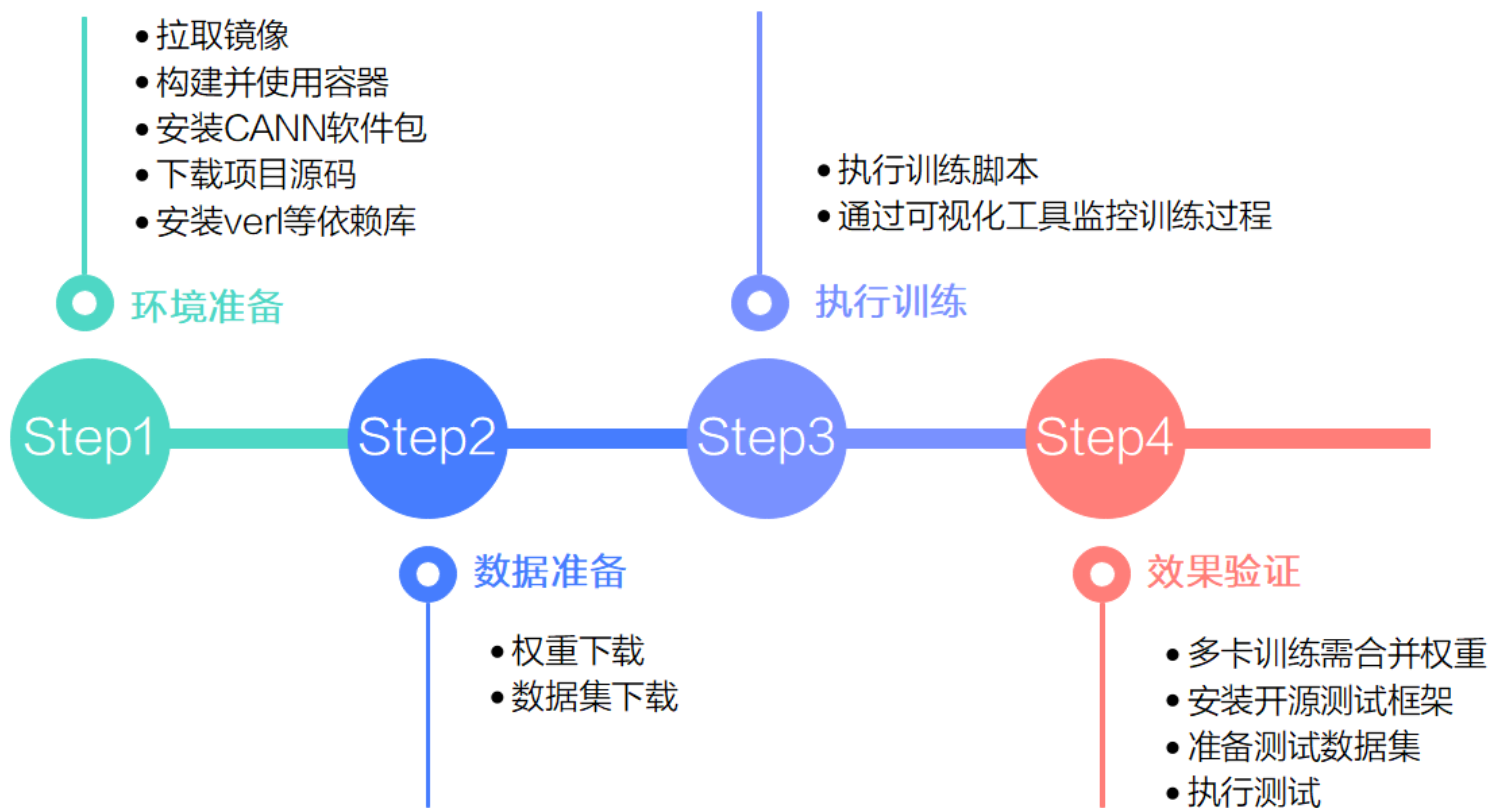 • 拉取镜像
• 构建并使用容器
• 安装CANN软件包
• 下载项目源码
• 安装verl等依赖库
环境准备
• 执行训练脚本
• 通过可视化工具监控训练过程
执行训练
Step1
Step2
Step3
Step4
数据准备
• 权重下载
• 数据集下载
效果验证
• 多卡训练需合并权重
• 安装开源测试框架
• 准备测试数据集
• 执行测试